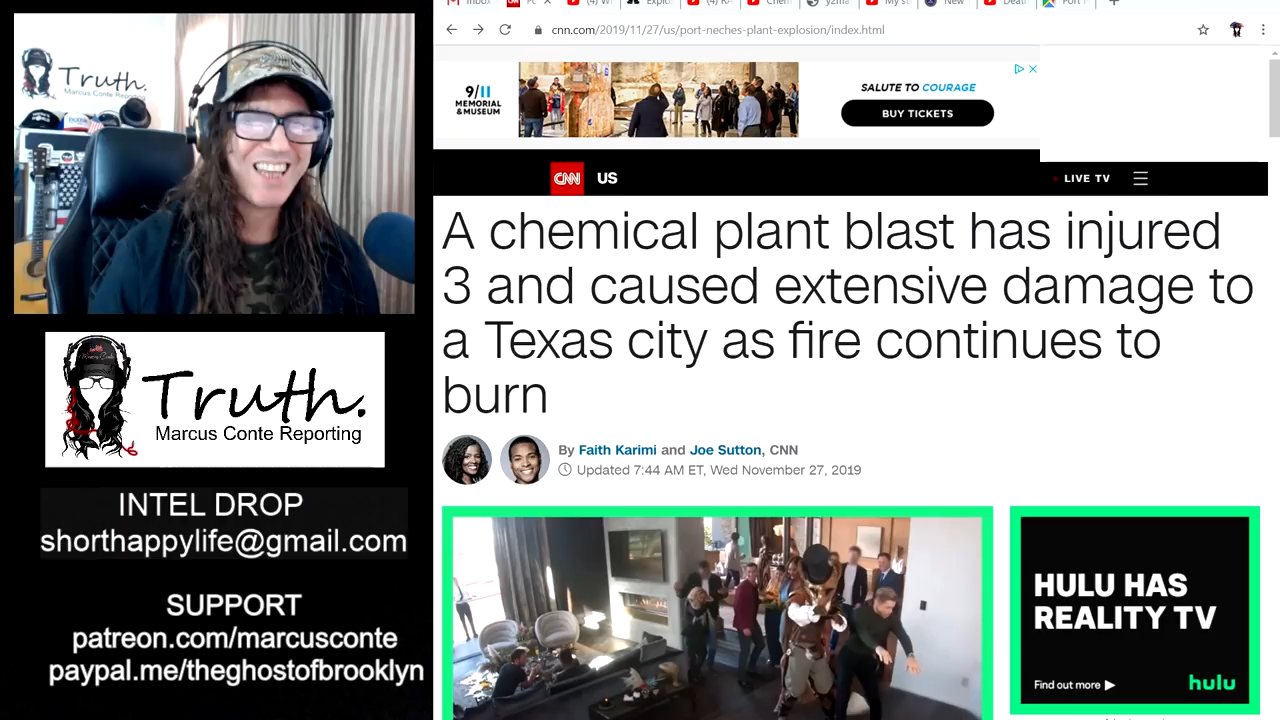 Truth.
Marcus Conte Reporting
Truth.
Marcus Conte Reporting
INTEL DROP
shorthappylife@gmail.com
SUPPORT
patreon.com/marcusconte
paypal.me/theghostofbrooklyn
cnn.com/2019/11/27/us/port-neches-plant-explosion/index.html
9/11
MEMORIAL
& MUSEUM
SALUTE TO COURAGE
BUY TICKETS
CNN US
LIVE TV
A chemical plant blast has injured
3 and caused extensive damage to
a Texas city as fire continues to
burn
By Faith Karimi and Joe Sutton, CNN
Updated 7:44 AM ET, Wed November 27, 2019
HULU HAS
REALITY TV
Find out more
hulu